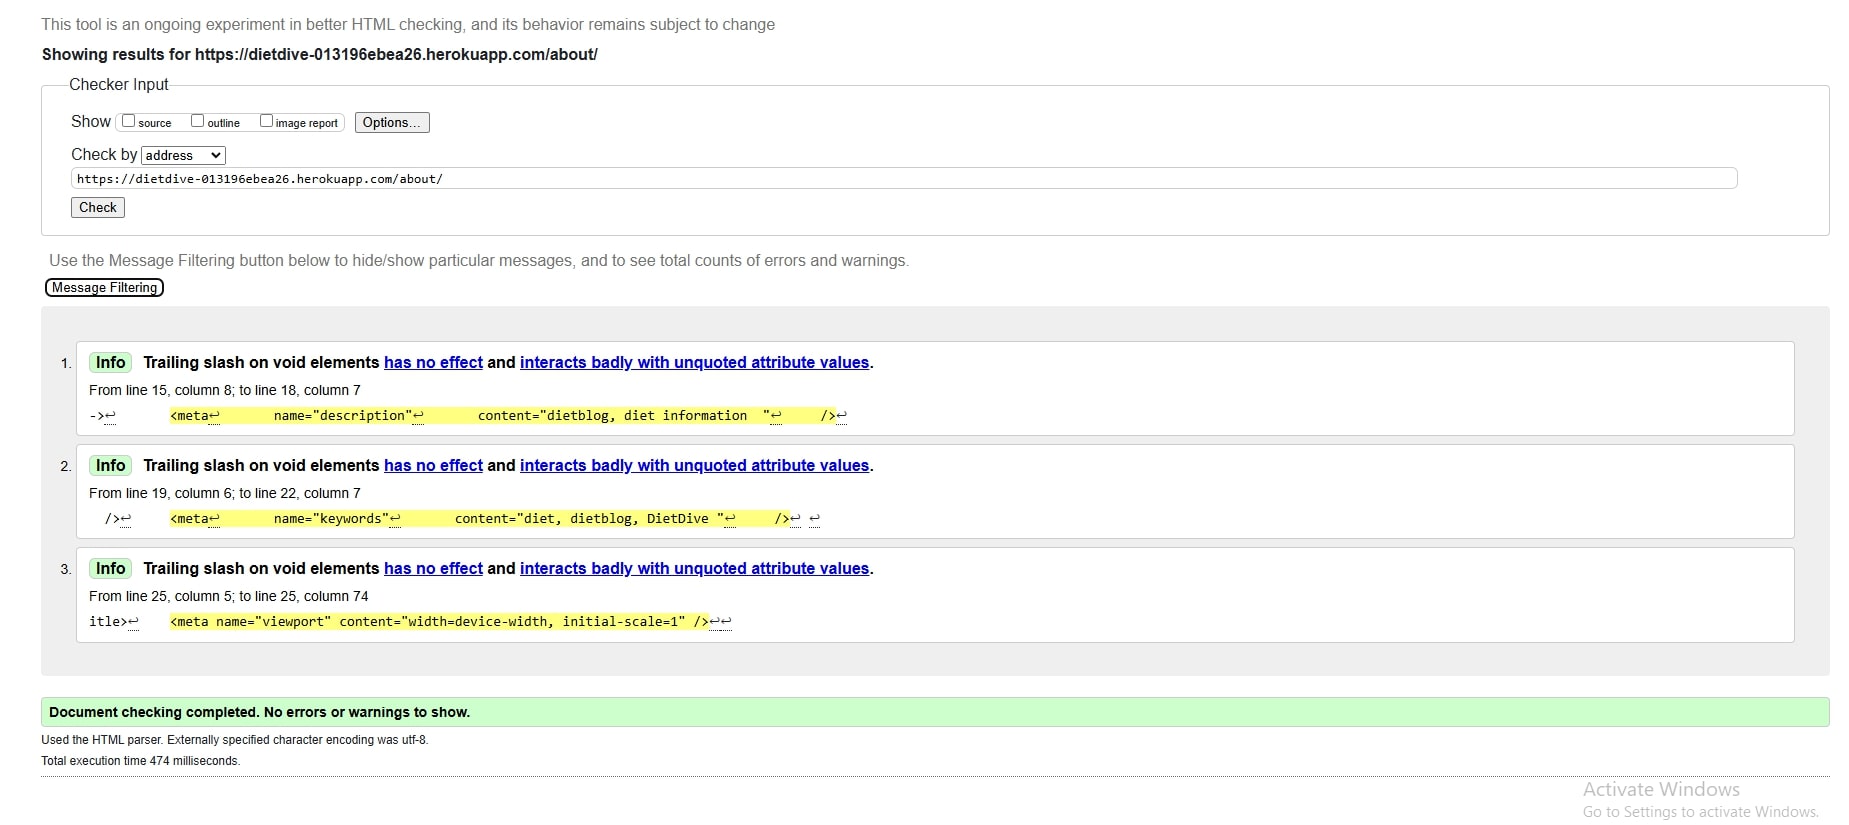 This tool is an ongoing experiment in better HTML checking, and its behavior remains subject to change
Showing results for https://dietdive-013196ebea26.herokuapp.com/about/
Checker Input
Show source outline image report Options...
Check by address
https://dietdive-013196ebea26.herokuapp.com/about/
Check
Use the Message Filtering button below to hide/show particular messages, and to see total counts of errors and warnings.
Message Filtering
1. Info Trailing slash on void elements has no effect and interacts badly with unquoted attribute values.
From line 15, column 8; to line 18, column 7
->↩ <meta↩ name="description"↩ content="dietblog, diet information "↩ />↩
2. Info Trailing slash on void elements has no effect and interacts badly with unquoted attribute values.
From line 19, column 6; to line 22, column 7
/>↩ <meta↩ name="keywords"↩ content="diet, dietblog, DietDive "↩ />↩ ↩
3. Info Trailing slash on void elements has no effect and interacts badly with unquoted attribute values.
From line 25, column 5; to line 25, column 74
itle>↩ <meta name="viewport" content="width=device-width, initial-scale=1" />↩↩
Document checking completed. No errors or warnings to show.
Used the HTML parser. Externally specified character encoding was utf-8.
Total execution time 474 milliseconds.
Activate Windows
Go to Settings to activate Windows.